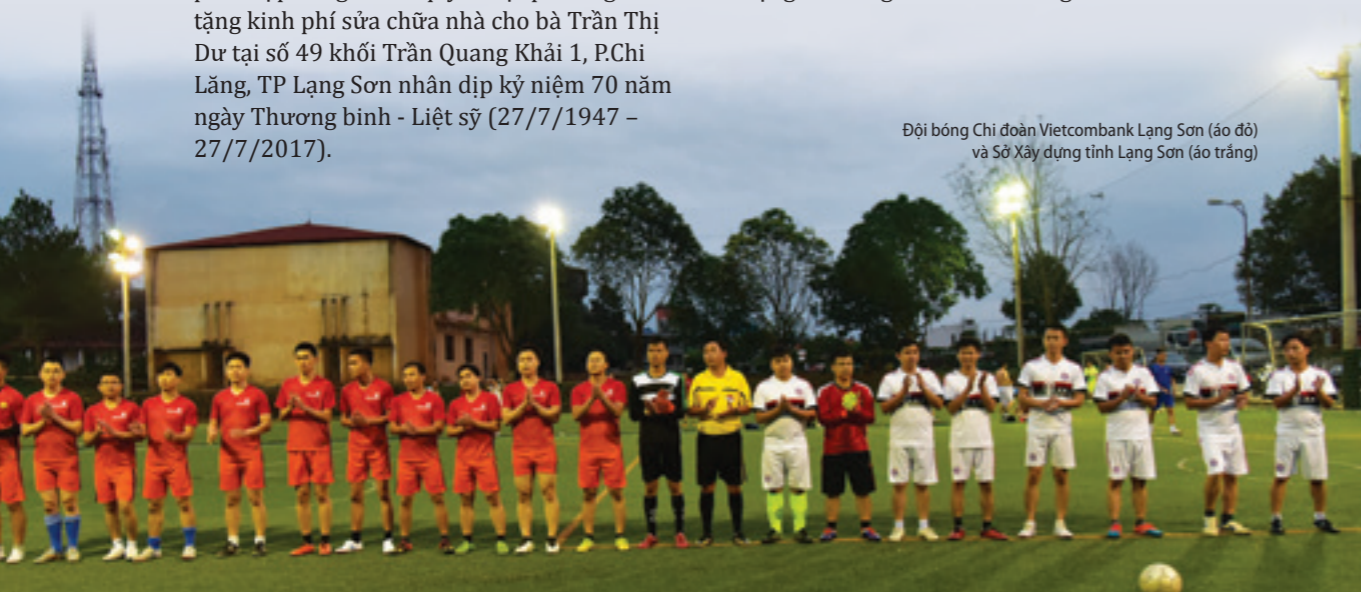 tặng kinh phí sửa chữa nhà cho bà Trần Thị
Dư tại số 49 khối Trần Quang Khải 1, P.Chi
Lăng, TP Lạng Sơn nhân dịp kỷ niệm 70 năm
ngày Thương binh - Liệt sỹ (27/7/1947 –
27/7/2017).
Đội bóng Chi đoàn Vietcombank Lạng Sơn (áo đỏ)
và Sở Xây dựng tỉnh Lạng Sơn (áo trắng)